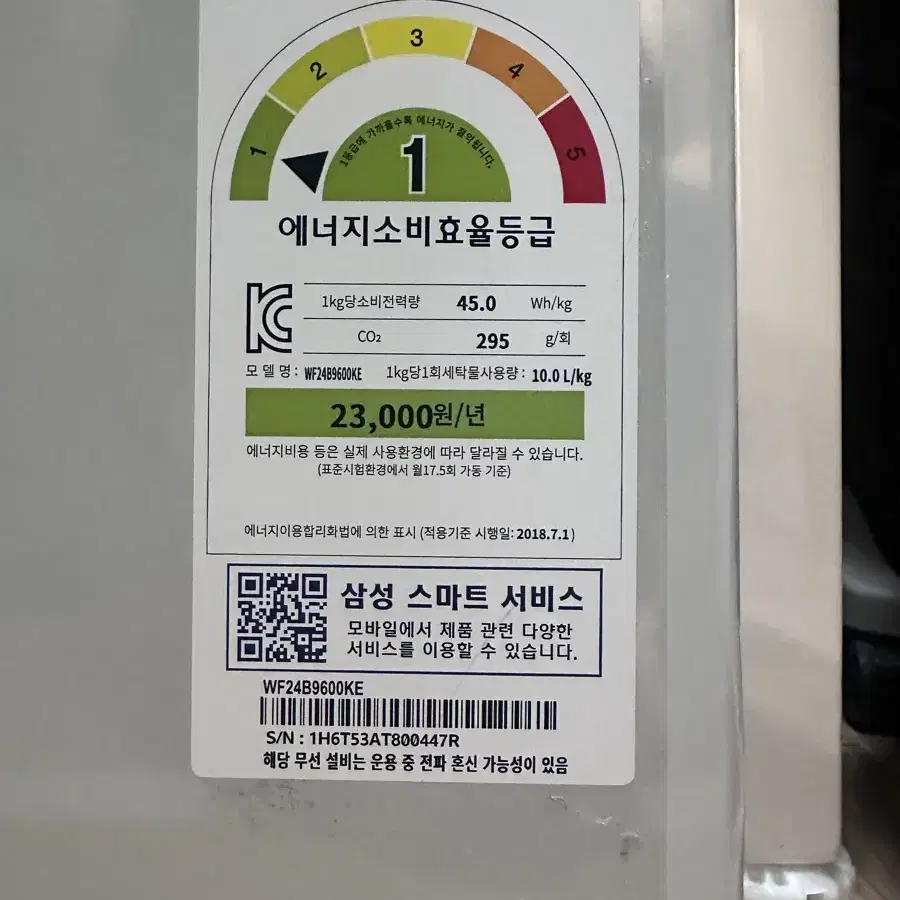 1 2 3 4 5
1등급에 가까울수록 에너지가 절약됩니다.
1
에너지소비효율등급
1kg당소비전력량 45.0 Wh/kg
CO₂ 295 g/회
모델명: WF24B9600KE 1kg당1회세탁물사용량: 10.0 L/kg
23,000원/년
에너지비용 등은 실제 사용환경에 따라 달라질 수 있습니다.
(표준시험환경에서 월17.5회 가동 기준)
에너지이용합리화법에 의한 표시 (적용기준 시행일: 2018.7.1)
삼성 스마트 서비스
모바일에서 제품 관련 다양한
서비스를 이용할 수 있습니다.
WF24B9600KE
S/N : 1H6T53AT800447R
해당 무선 설비는 운용 중 전파 혼신 가능성이 있음